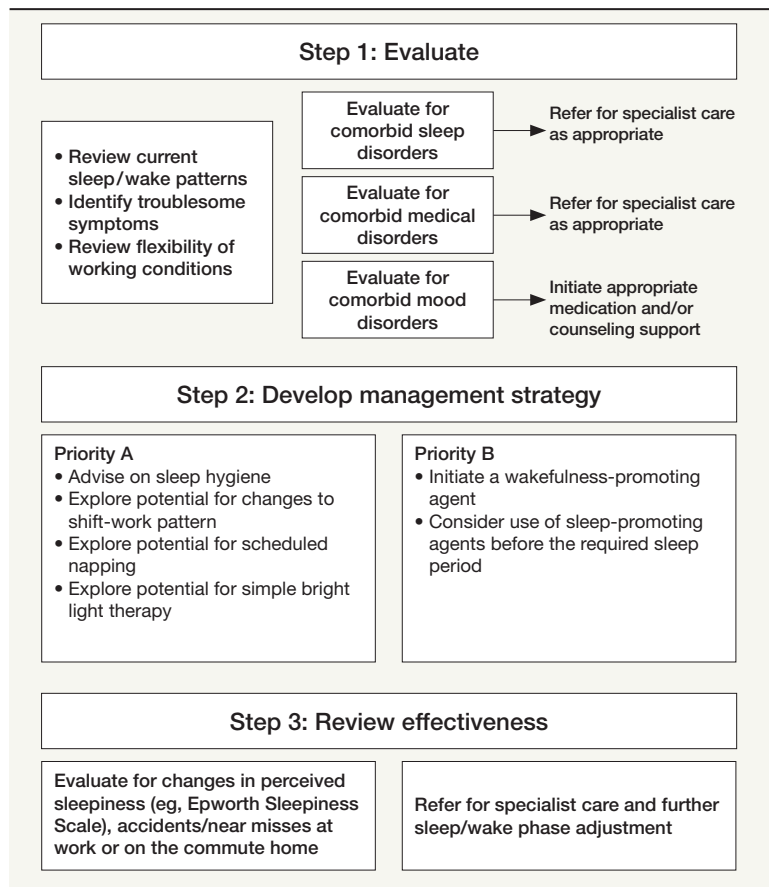 Step 1: Evaluate
• Review current
sleep/wake patterns
• Identify troublesome
symptoms
• Review flexibility of
working conditions
Evaluate for
comorbid sleep
disorders
Refer for specialist care
as appropriate
Evaluate for
comorbid medical
disorders
Refer for specialist care
as appropriate
Evaluate for
comorbid mood
disorders
Initiate appropriate
medication and/or
counseling support
Step 2: Develop management strategy
Priority A
• Advise on sleep hygiene
• Explore potential for changes to
shift-work pattern
• Explore potential for scheduled
napping
• Explore potential for simple bright
light therapy
Priority B
• Initiate a wakefulness-promoting
agent
• Consider use of sleep-promoting
agents before the required sleep
period
Step 3: Review effectiveness
Evaluate for changes in perceived
sleepiness (eg, Epworth Sleepiness
Scale), accidents/near misses at
work or on the commute home
Refer for specialist care and further
sleep/wake phase adjustment